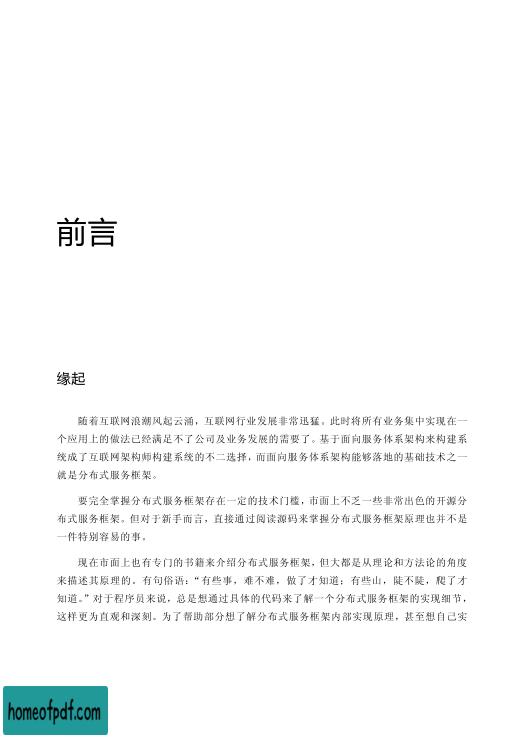 前言
缘起
随着互联网浪潮风起云涌，互联网行业发展非常迅猛。此时将所有业务集中实现在一
个应用上的做法已经满足不了公司及业务发展的需要了。基于面向服务体系架构来构建系
统成了互联网架构师构建系统的不二选择，而面向服务体系架构能够落地的基础技术之一
就是分布式服务框架。
要完全掌握分布式服务框架存在一定的技术门槛，市面上不乏一些非常出色的开源分
布式服务框架。但对于新手而言，直接通过阅读源码来掌握分布式服务框架原理也并不是
一件特别容易的事。
现在市面上也有专门的书籍来介绍分布式服务框架，但大都是从理论和方法论的角度
来描述其原理的。有句俗语：“有些事，难不难，做了才知道；有些山，陡不陡，爬了才
知道。”对于程序员来说，总是想通过具体的代码来了解一个分布式服务框架的实现细节，
这样更为直观和深刻。为了帮助部分想了解分布式服务框架内部实现原理，甚至想自己实
homeofpdf.com